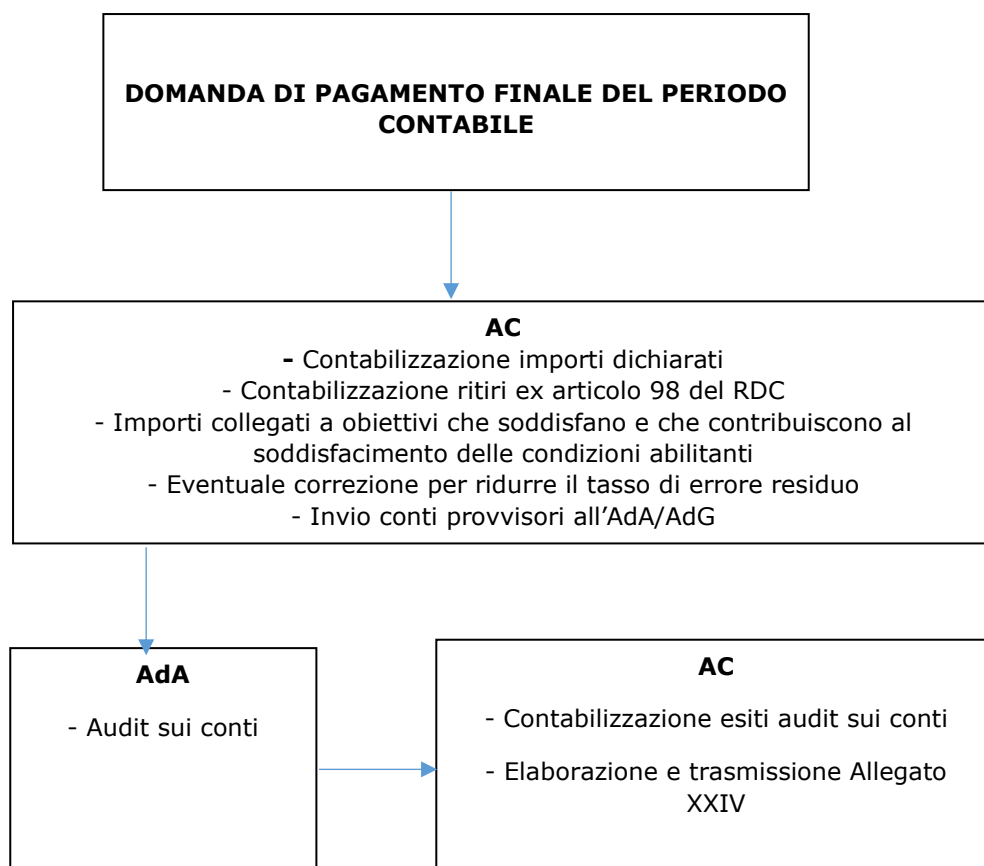 DOMANDA DI PAGAMENTO FINALE DEL PERIODO
CONTABILE
AC
- Contabilizzazione importi dichiarati
- Contabilizzazione ritiri ex articolo 98 del RDC
- Importi collegati a obiettivi che soddisfano e che contribuiscono al
soddisfacimento delle condizioni abilitanti
- Eventuale correzione per ridurre il tasso di errore residuo
- Invio conti provvisori all’AdA/AdG
AdA
- Audit sui conti
AC
- Contabilizzazione esiti audit sui conti
- Elaborazione e trasmissione Allegato
XXIV